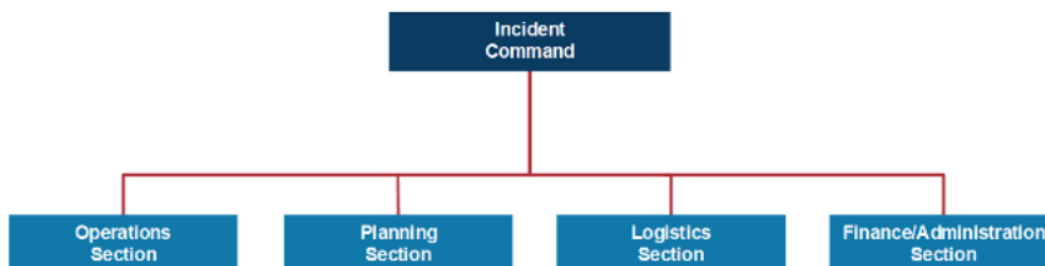 Incident
Command
Operations
Section
Planning
Section
Logistics
Section
Finance/Administration
Section